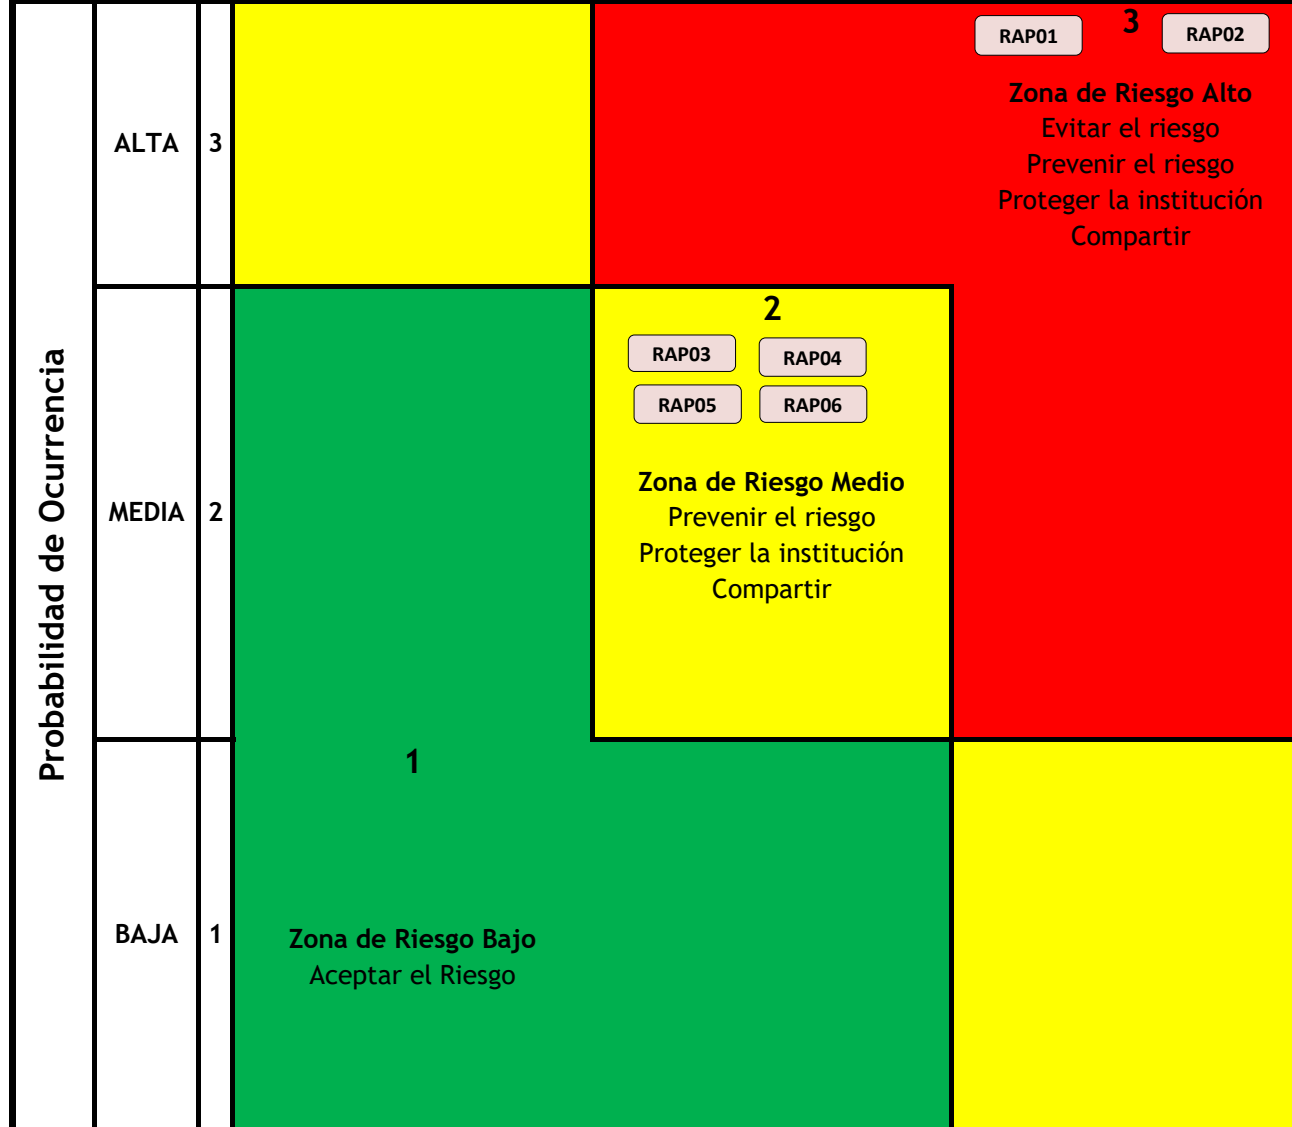 Probabilidad de Ocurrencia
ALTA
3
RAP01
3
RAP02
Zona de Riesgo Alto
Evitar el riesgo
Prevenir el riesgo
Proteger la institución
Compartir
MEDIA
2
2
RAP03
RAP04
RAP05
RAP06
Zona de Riesgo Medio
Prevenir el riesgo
Proteger la institución
Compartir
BAJA
1
1
Zona de Riesgo Bajo
Aceptar el Riesgo